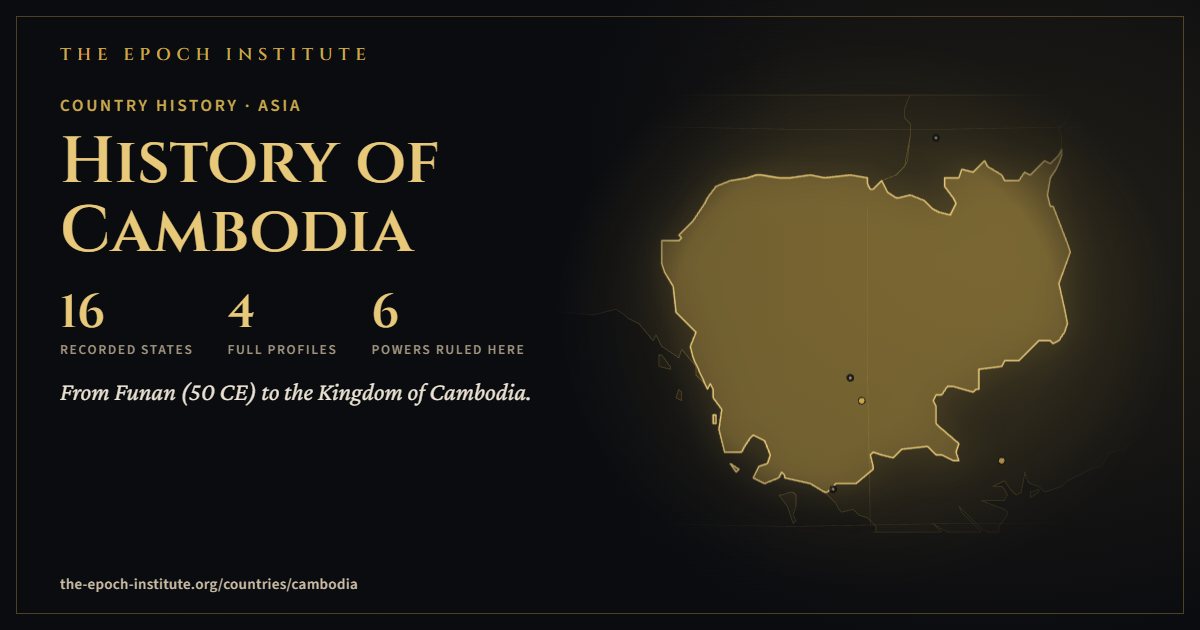 THE EPOCH INSTITUTE
COUNTRY HISTORY · ASIA
History of
Cambodia
16 4 6
RECORDED STATES FULL PROFILES POWERS RULED HERE
From Funan (50 CE) to the Kingdom of Cambodia.
the-epoch-institute.org/countries/cambodia